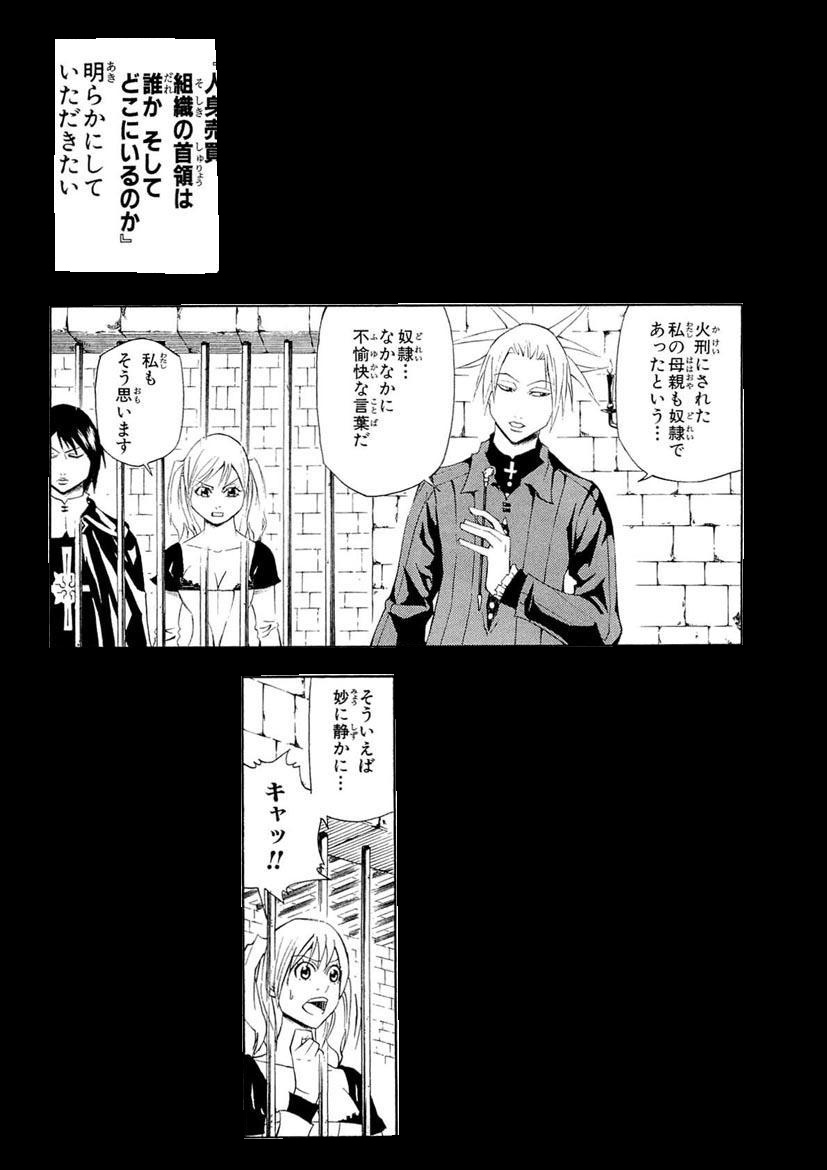 『人身売買
組織の首領は
誰か そして
どこにいるのか』
明らかにして
いただきたい
火刑にされた
私の母親も奴隷で
あったという…
奴隷…
なかなかに
不愉快な言葉だ
私も
そう思います
そういえば
妙に静かに…
キャッ!!